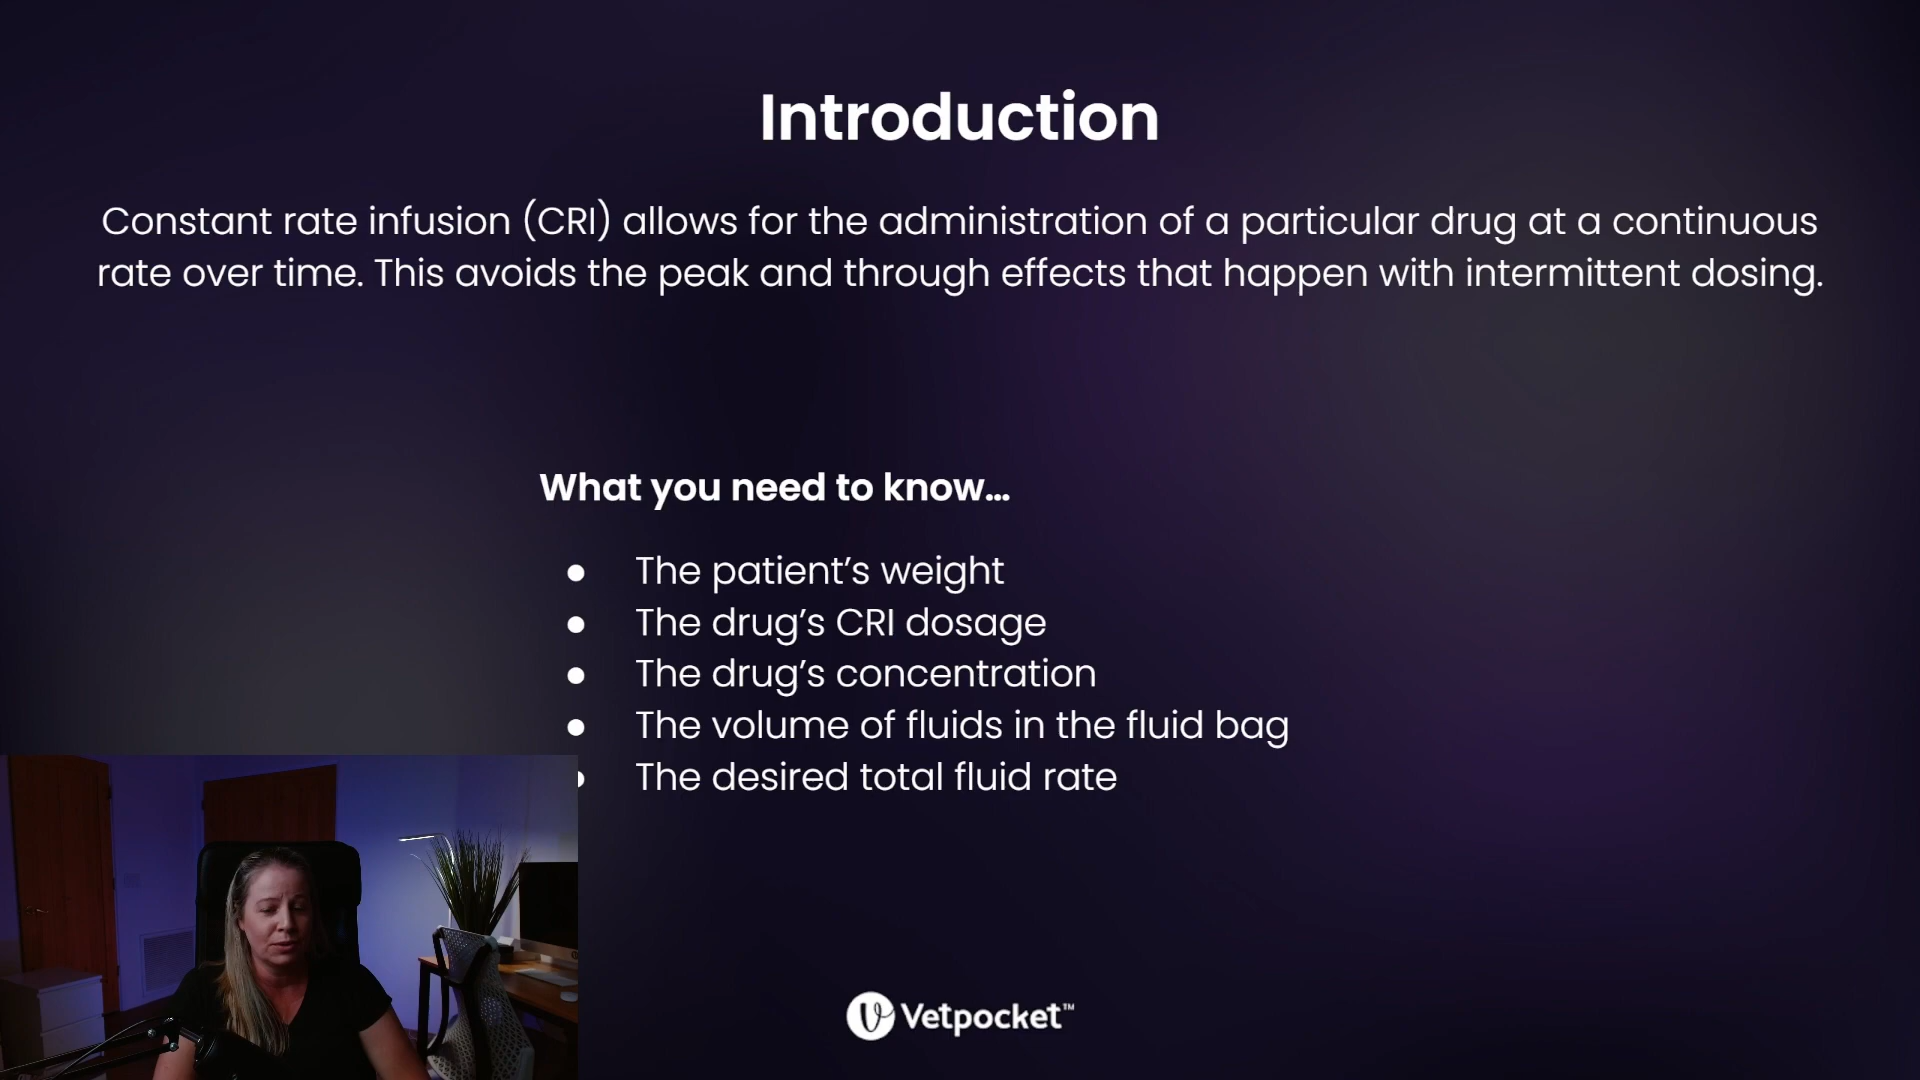 Introduction
Constant rate infusion (CRI) allows for the administration of a particular drug at a continuous
rate over time. This avoids the peak and through effects that happen with intermittent dosing.
What you need to know...
● The patient’s weight
● The drug’s CRI dosage
● The drug’s concentration
● The volume of fluids in the fluid bag
● The desired total fluid rate
Vetpocket™